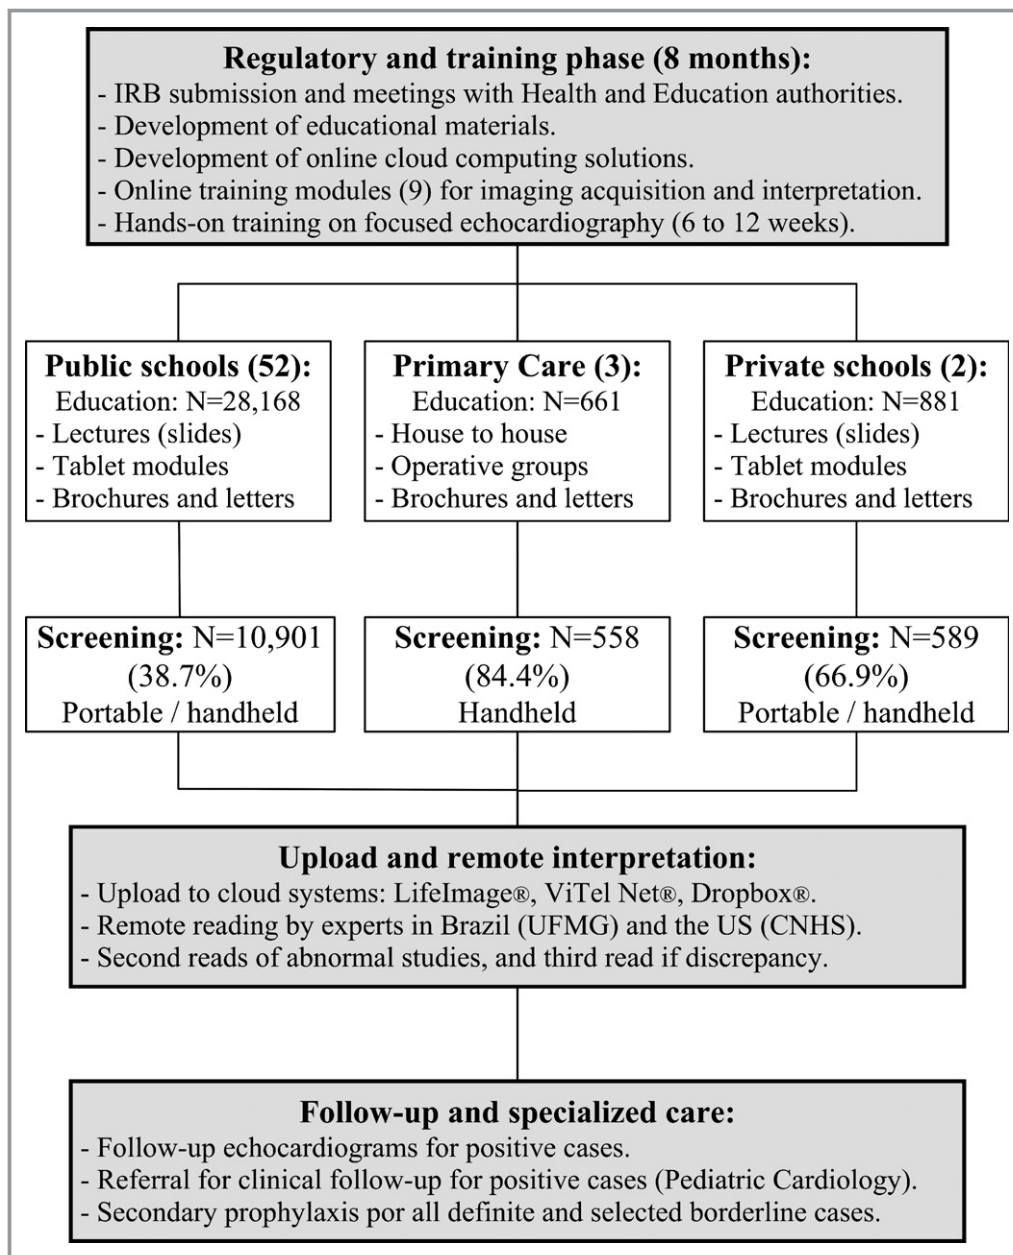 Regulatory and training phase (8 months):
- IRB submission and meetings with Health and Education authorities.
- Development of educational materials.
- Development of online cloud computing solutions.
- Online training modules (9) for imaging acquisition and interpretation.
- Hands-on training on focused echocardiography (6 to 12 weeks).
Public schools (52):
Education: N=28,168
- Lectures (slides)
- Tablet modules
- Brochures and letters
Primary Care (3):
Education: N=661
- House to house
- Operative groups
- Brochures and letters
Private schools (2):
Education: N=881
- Lectures (slides)
- Tablet modules
- Brochures and letters
Screening: N=10,901
(38.7%)
Portable / handheld
Screening: N=558
(84.4%)
Handheld
Screening: N=589
(66.9%)
Portable / handheld
Upload and remote interpretation:
- Upload to cloud systems: LifeImage®, ViTel Net®, Dropbox®.
- Remote reading by experts in Brazil (UFMG) and the US (CNHS).
- Second reads of abnormal studies, and third read if discrepancy.
Follow-up and specialized care:
- Follow-up echocardiograms for positive cases.
- Referral for clinical follow-up for positive cases (Pediatric Cardiology).
- Secondary prophylaxis por all definite and selected borderline cases.